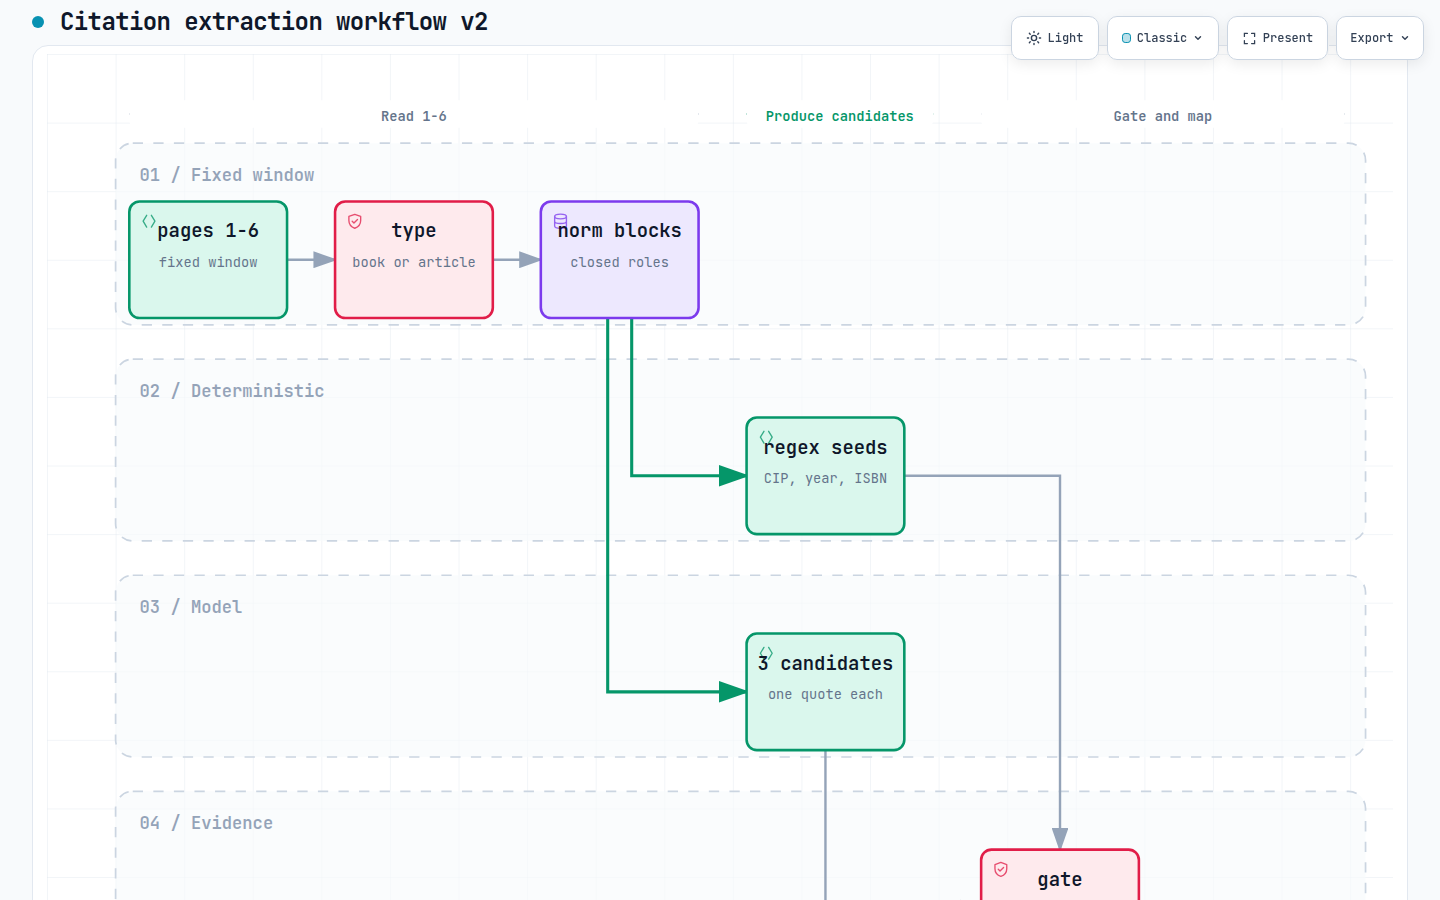 Citation extraction workflow v2
Light
Classic
Present
Export
Read 1-6
Produce candidates
Gate and map
01 / Fixed window
pages 1-6
fixed window
type
book or article
norm blocks
closed roles
02 / Deterministic
regex seeds
CIP, year, ISBN
03 / Model
3 candidates
one quote each
04 / Evidence
gate